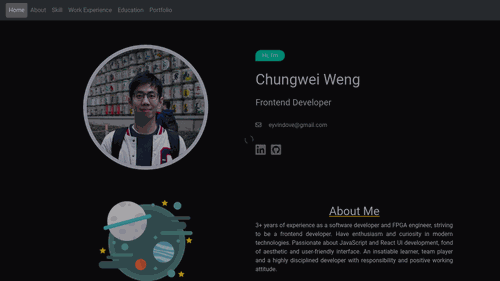 Home About Skill Work Experience Education Portfolio
Hi, I'm
Chungwei Weng
Frontend Developer
eyvindove@gmail.com
About Me
3+ years of experience as a software developer and FPGA engineer, striving
to be a frontend developer. Have enthusiasm and curiosity in modern
technologies. Passionate about JavaScript and React UI development, fond
of aesthetic and user-friendly interface. An insatiable learner, team player
and a highly disciplined developer with responsibility and positive working
attitude.